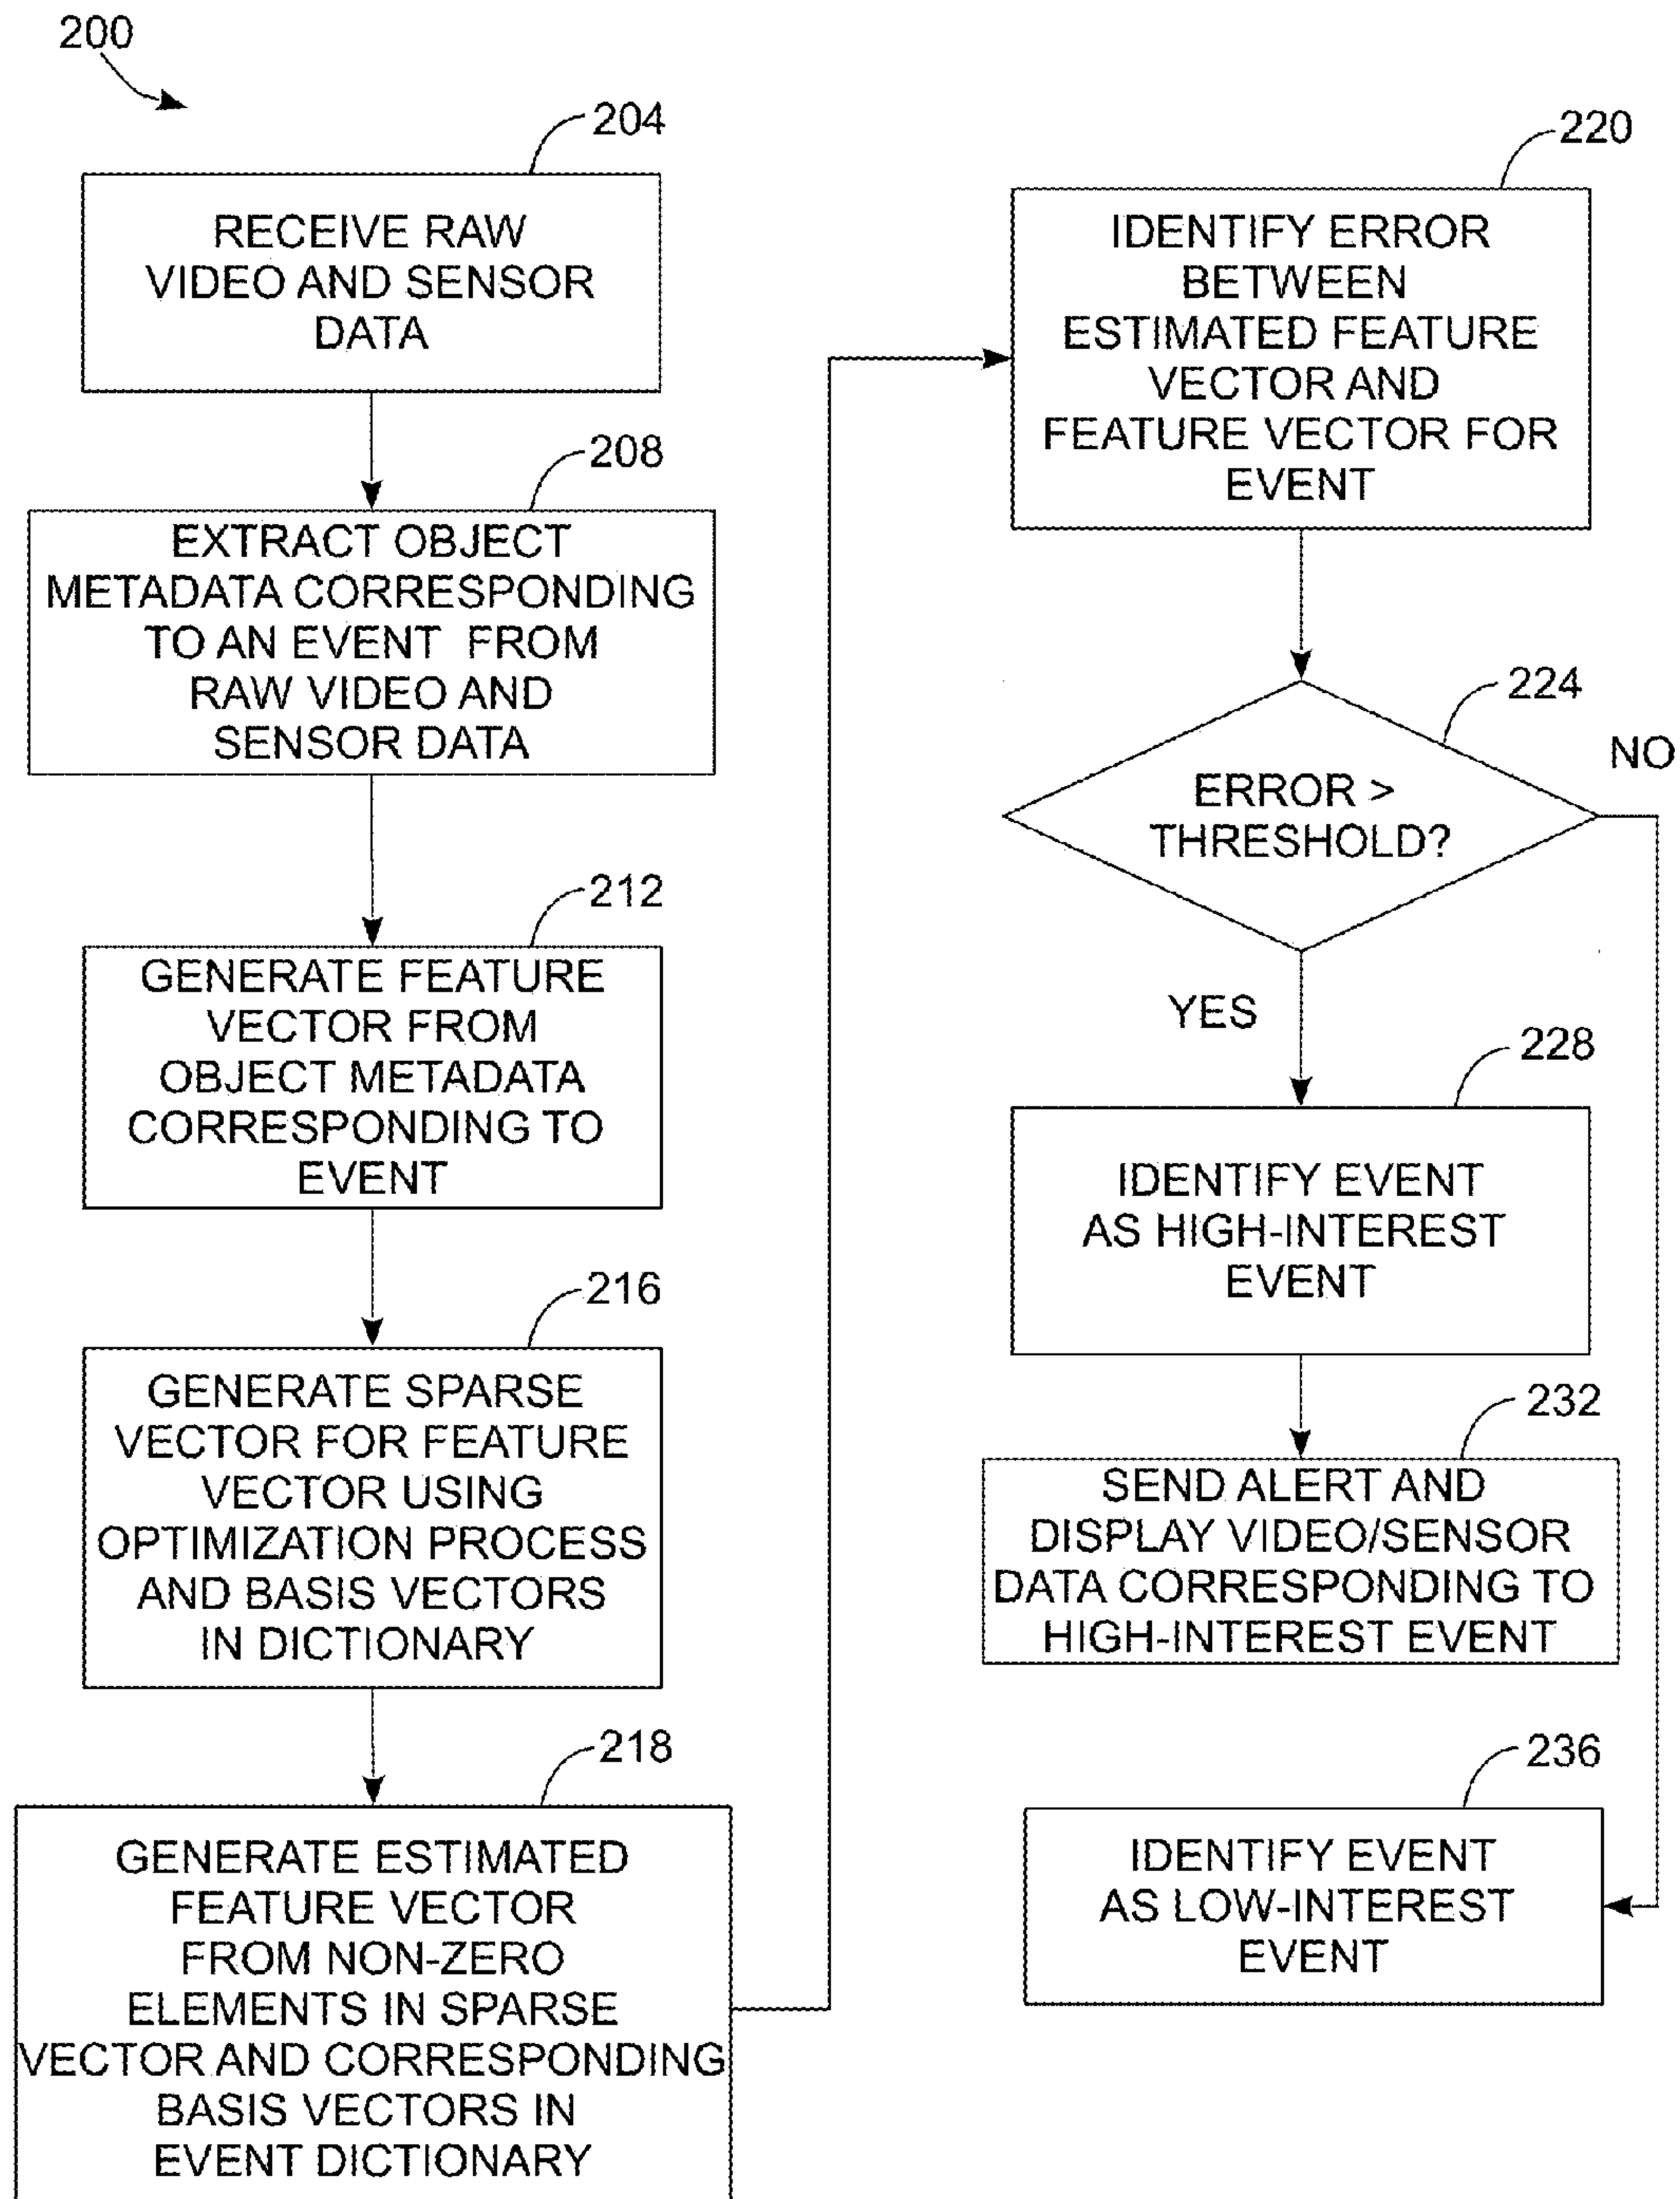 200
204
RECEIVE RAW
VIDEO AND SENSOR
DATA
208
EXTRACT OBJECT
METADATA CORRESPONDING
TO AN EVENT FROM
RAW VIDEO AND
SENSOR DATA
212
GENERATE FEATURE
VECTOR FROM
OBJECT METADATA
CORRESPONDING TO
EVENT
216
GENERATE SPARSE
VECTOR FOR FEATURE
VECTOR USING
OPTIMIZATION PROCESS
AND BASIS VECTORS
IN DICTIONARY
218
GENERATE ESTIMATED
FEATURE VECTOR
FROM NON-ZERO
ELEMENTS IN SPARSE
VECTOR AND CORRESPONDING
BASIS VECTORS IN
EVENT DICTIONARY
220
IDENTIFY ERROR
BETWEEN
ESTIMATED FEATURE
VECTOR AND
FEATURE VECTOR FOR
EVENT
224
NO
ERROR >
THRESHOLD?
YES
228
IDENTIFY EVENT
AS HIGH-INTEREST
EVENT
232
SEND ALERT AND
DISPLAY VIDEO/SENSOR
DATA CORRESPONDING TO
HIGH-INTEREST EVENT
236
IDENTIFY EVENT
AS LOW-INTEREST
EVENT